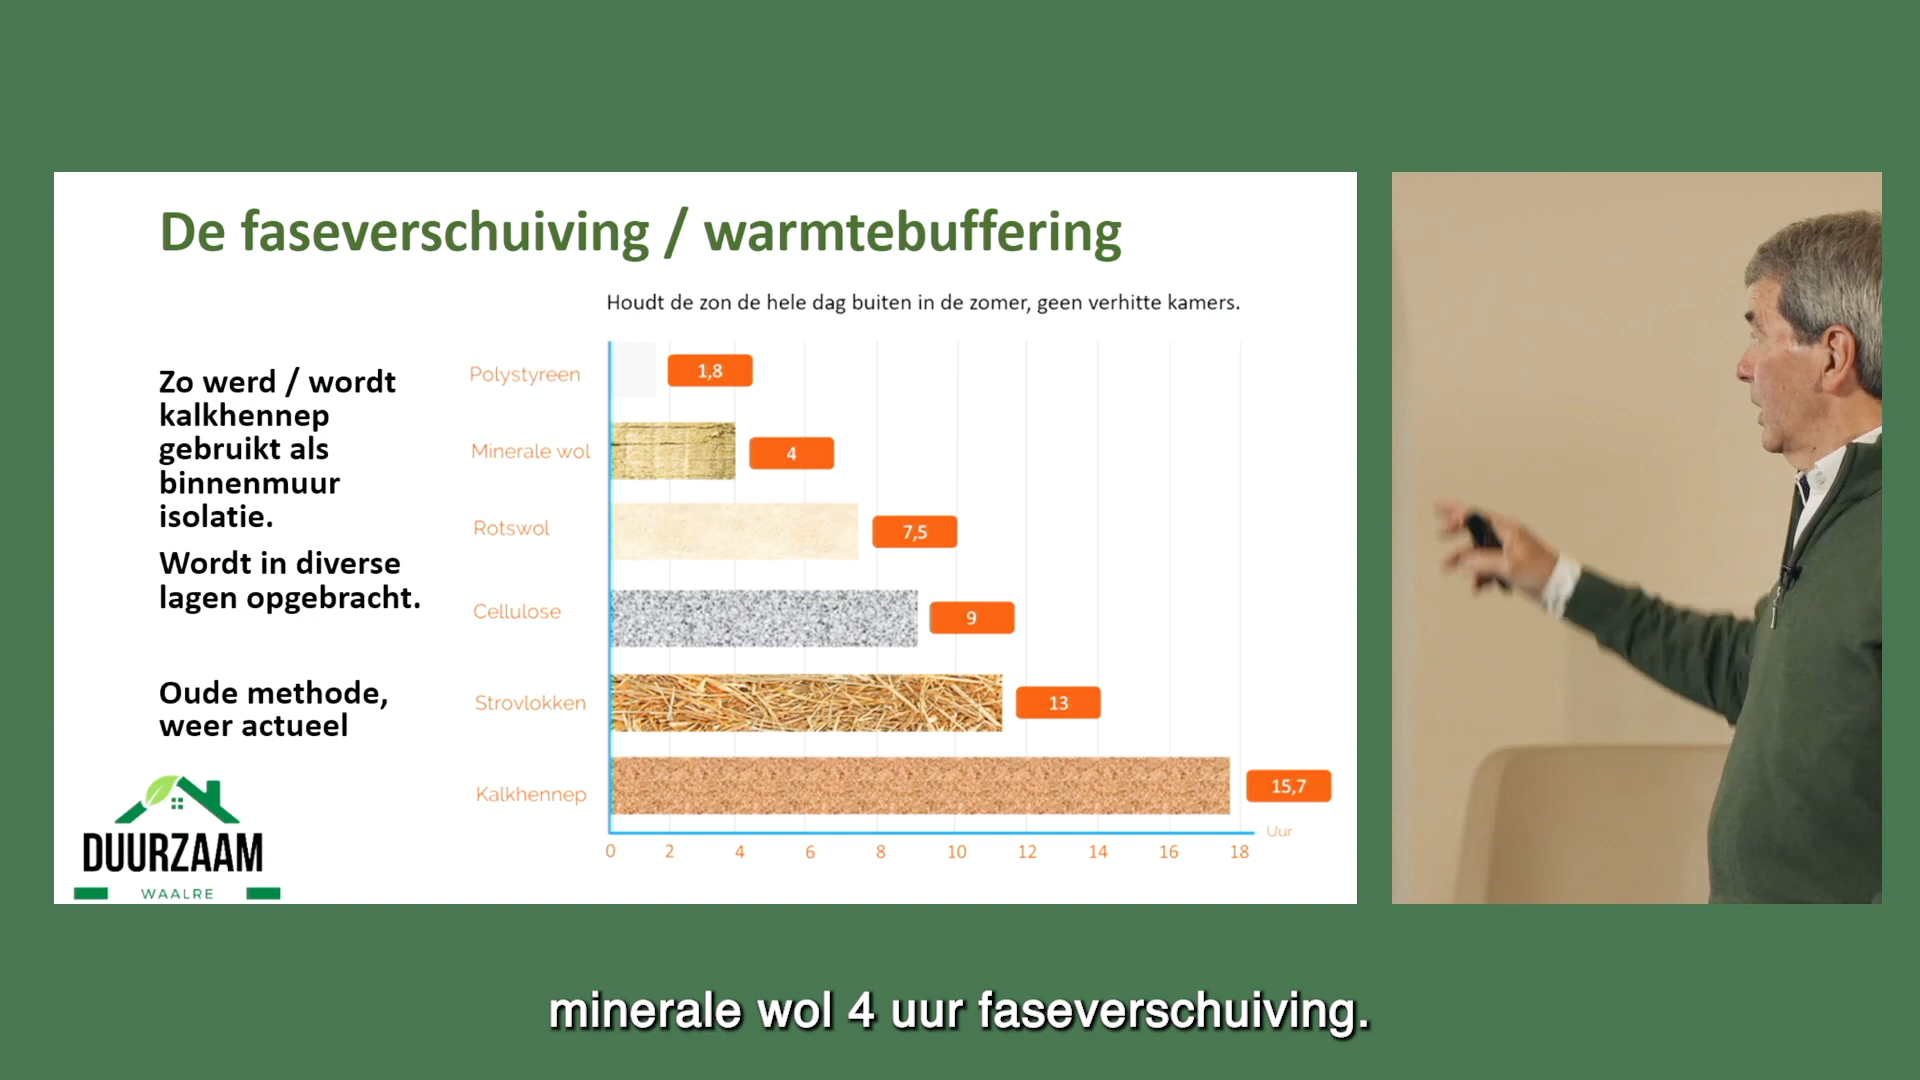 De faseverschuiving / warmtebuffering
Houdt de zon de hele dag buiten in de zomer, geen verhitte kamers.
Zo werd / wordt
kalkhennep
gebruikt als
binnenmuur
isolatie.
Wordt in diverse
lagen opgebracht.
Oude methode,
weer actueel
Polystyreen 1,8
Minerale wol 4
Rotswol 7,5
Cellulose 9
Strovlokken 13
Kalkhennep 15,7
Uur
0 2 4 6 8 10 12 14 16 18
DUURZAAM
WAALRE
minerale wol 4 uur faseverschuiving.